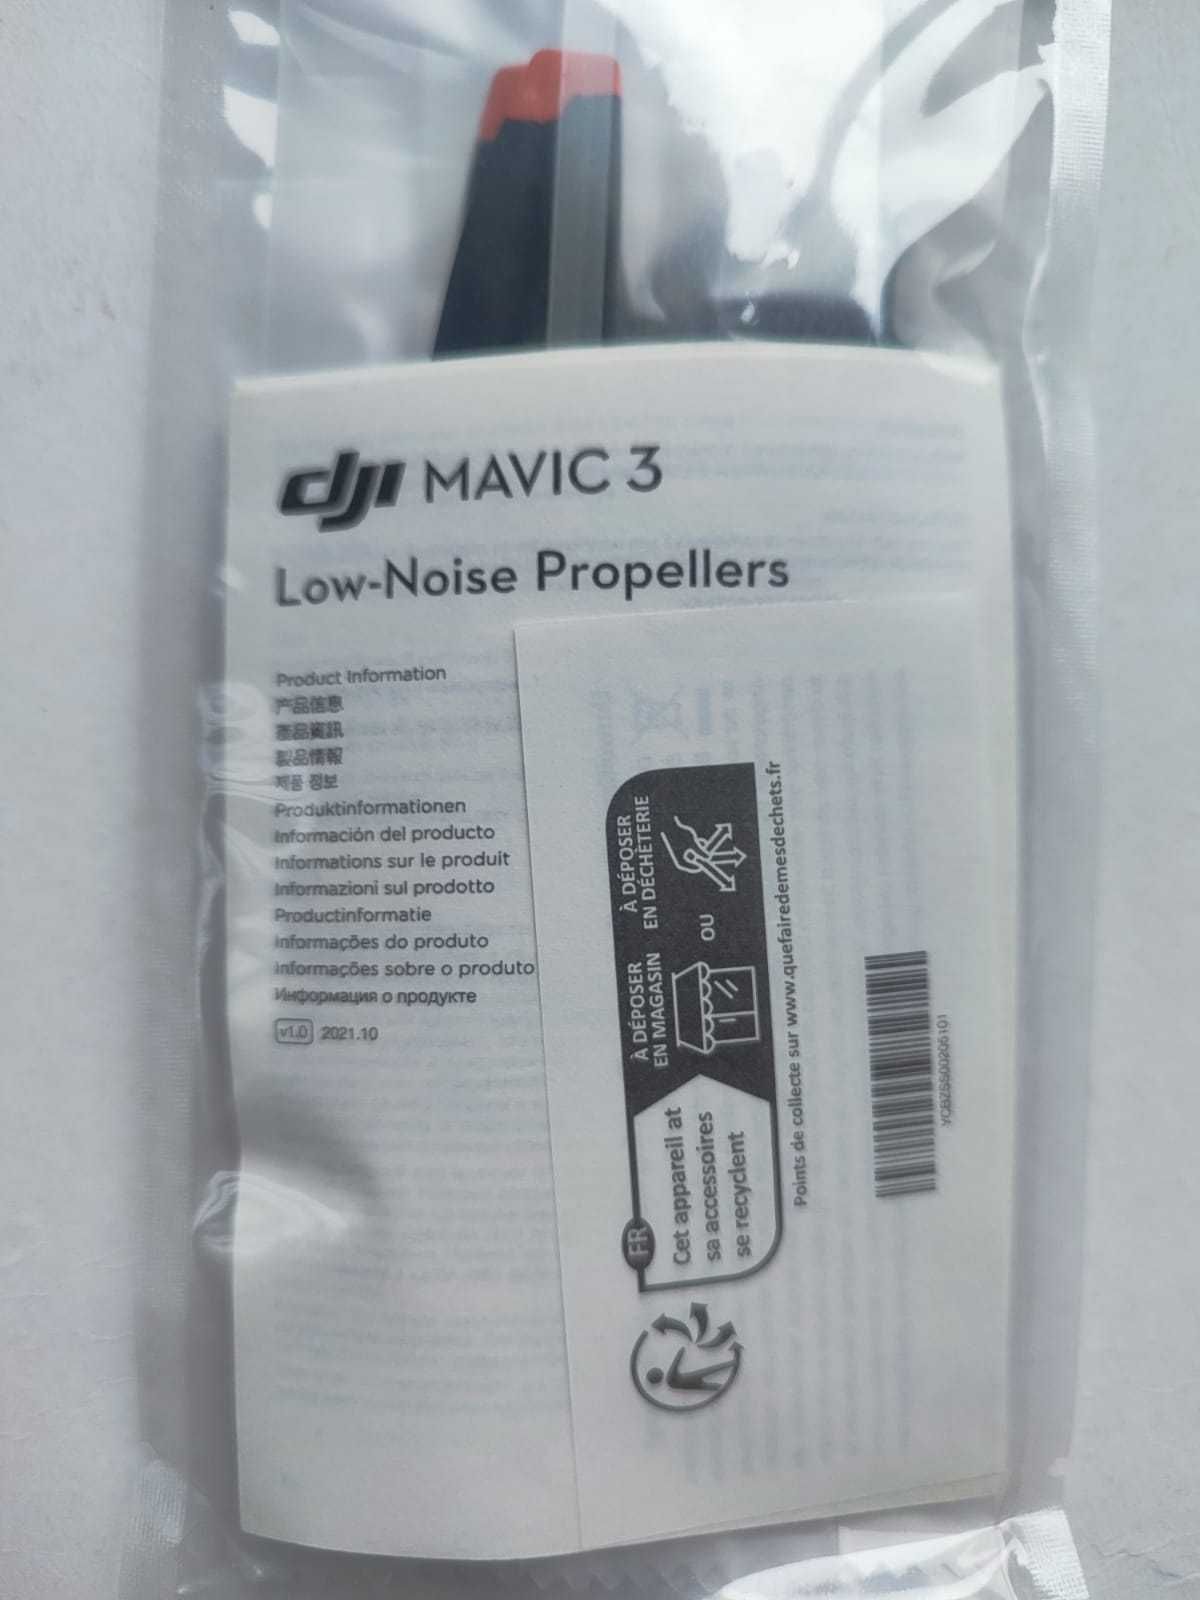 dji MAVIC 3
Low-Noise Propellers
Product Information
产品信息
產品資訊
製品情報
제품 정보
Produktinformationen
Información del producto
Informations sur le produit
Informazioni sul prodotto
Productinformatie
Informações do produto
Informações sobre o produto
Информация о продукте
v1.0 2021.10
FR
Cet appareil at
sa accessoires
se recyclent
À DÉPOSER
EN MAGASIN
OU
À DÉPOSER
EN DÉCHÈTERIE
Points de collecte sur www.quefairedemesdechets.fr
YCBZSS00205101